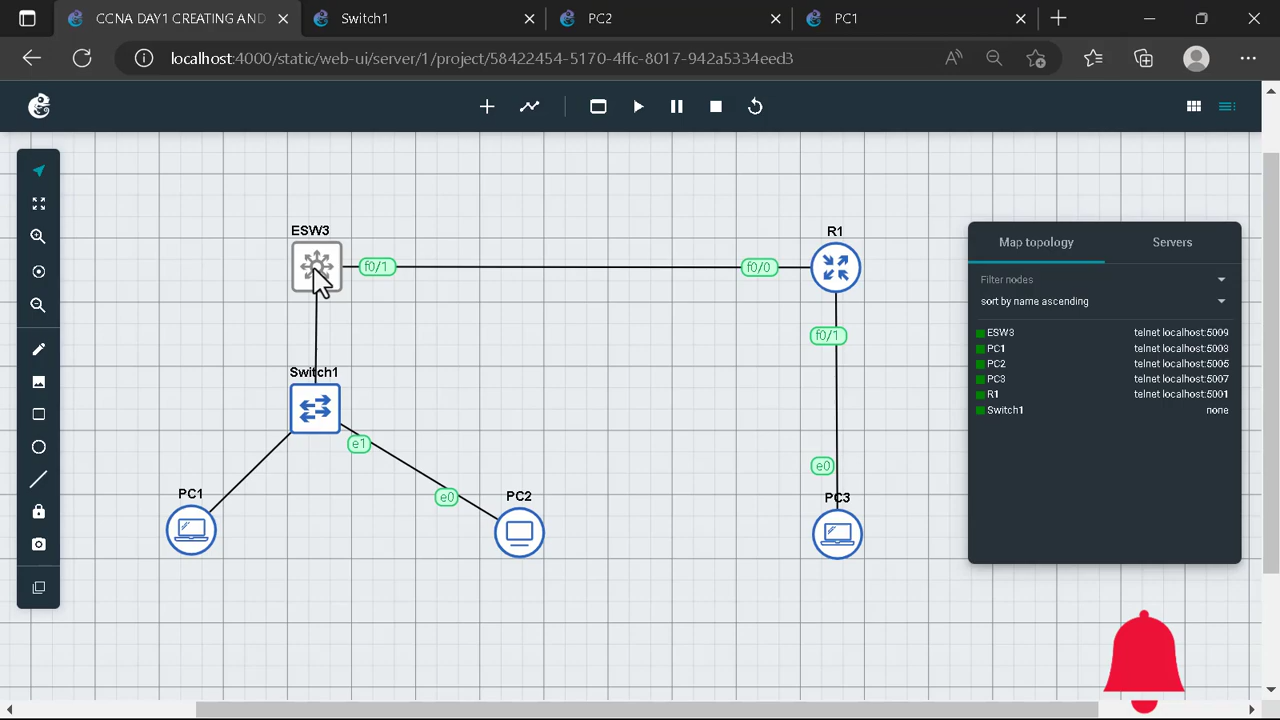 CCNA DAY1 CREATING AND
Switch1
PC2
PC1
localhost:4000/static/web-ui/server/1/project/58422454-5170-4ffc-8017-942a5334eed3
ESW3
R1
f0/1
f0/0
f0/1
Switch1
e1
e0
e0
PC1
PC2
PC3
Map topology
Servers
Filter nodes
sort by name ascending
ESW3 telnet localhost:5009
PC1 telnet localhost:5003
PC2 telnet localhost:5005
PC3 telnet localhost:5007
R1 telnet localhost:5001
Switch1 none